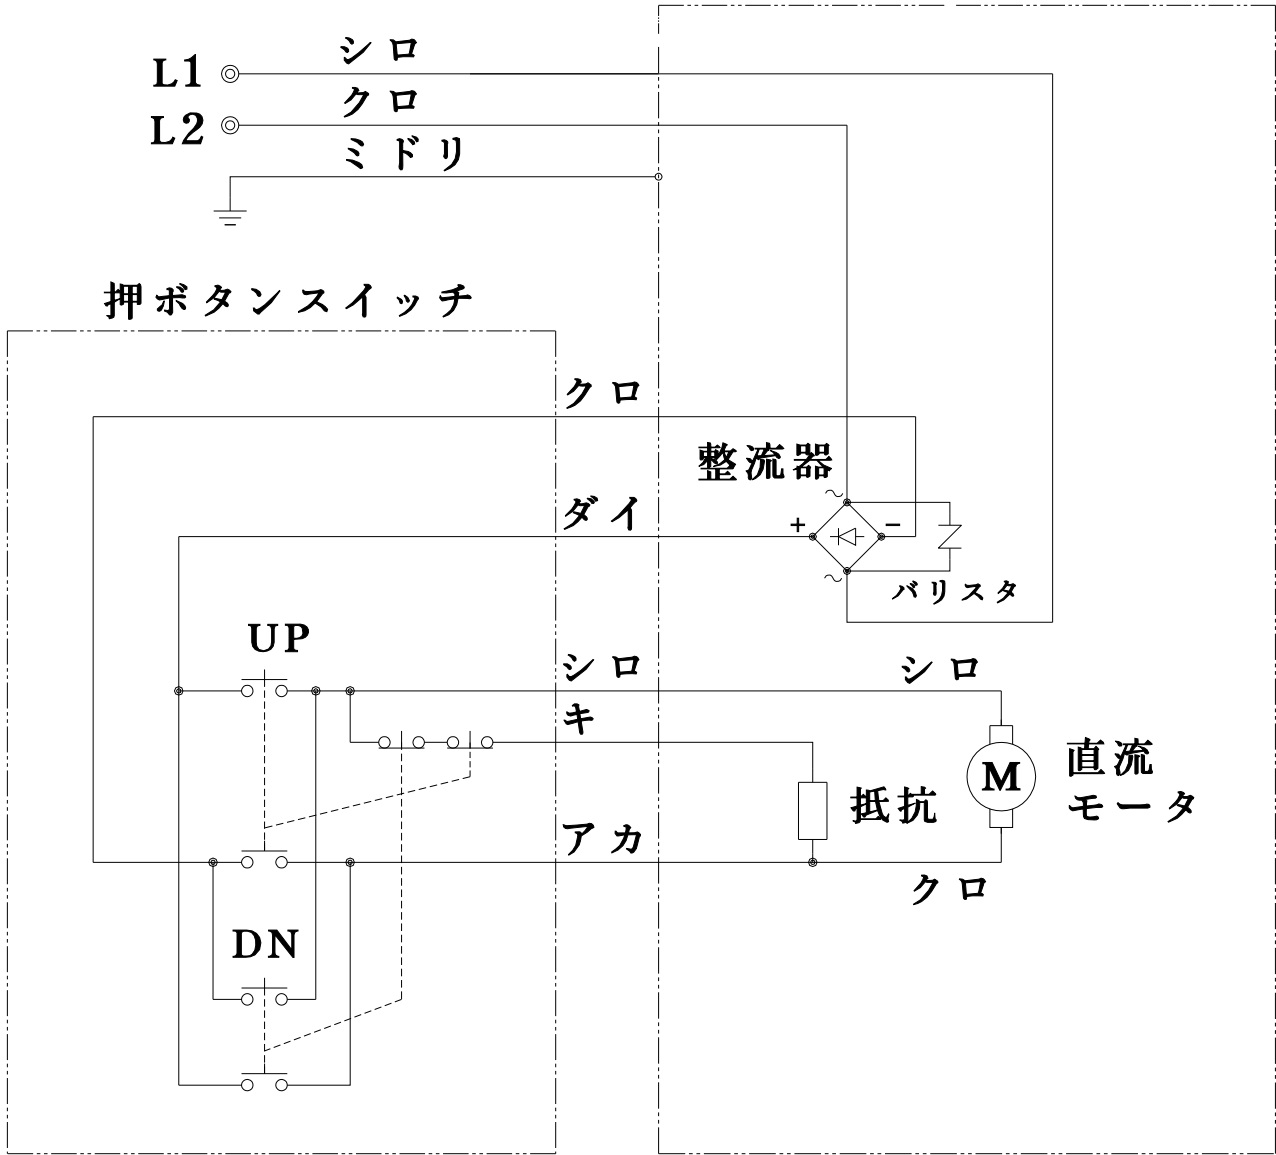 L1
シロ
L2
クロ
ミドリ
押ボタンスイッチ
クロ
整流器
ダイ
+
−
~
~
バリスタ
UP
シロ
シロ
キ
M
直流
モータ
抵抗
アカ
クロ
DN